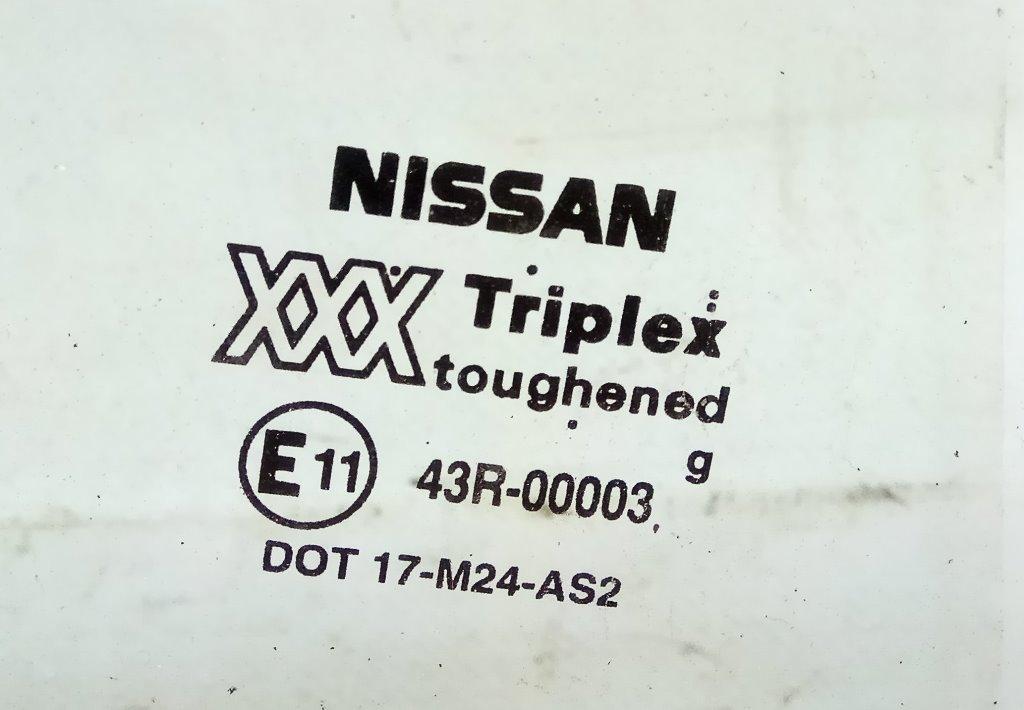 NISSAN
XXX Triplex
toughened
g
E 11 43R-00003
DOT 17-M24-AS2